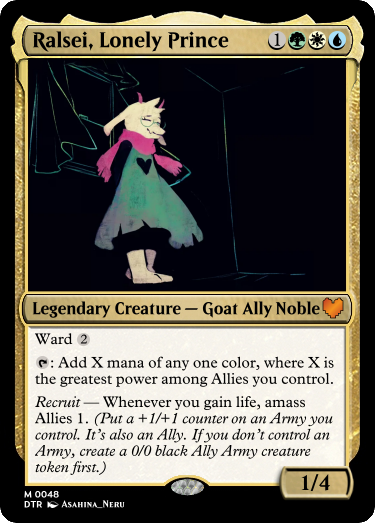 Ralsei, Lonely Prince 1
Legendary Creature — Goat Ally Noble
Ward 2
: Add X mana of any one color, where X is
the greatest power among Allies you control.
Recruit — Whenever you gain life, amass
Allies 1. (Put a +1/+1 counter on an Army you
control. It's also an Ally. If you don't control an
Army, create a 0/0 black Ally Army creature
token first.)
1/4
M 0048
DTR Asahina_Neru